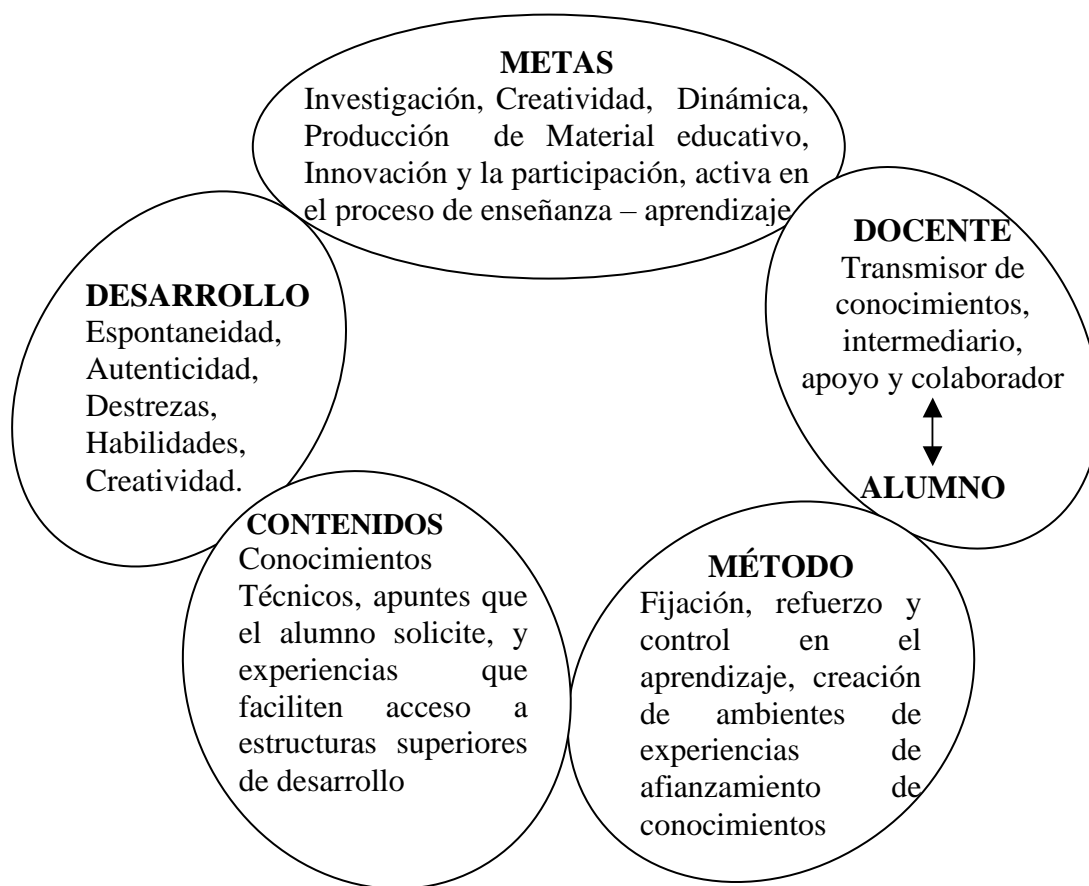 METAS
Investigación, Creatividad, Dinámica,
Producción de Material educativo,
Innovación y la participación, activa en
el proceso de enseñanza – aprendizaje
DOCENTE
Transmisor de
conocimientos,
intermediario,
apoyo y colaborador
ALUMNO
DESARROLLO
Espontaneidad,
Autenticidad,
Destrezas,
Habilidades,
Creatividad.
CONTENIDOS
Conocimientos
Técnicos, apuntes que
el alumno solicite, y
experiencias que
faciliten acceso a
estructuras superiores
de desarrollo
MÉTODO
Fijación, refuerzo y
control en el
aprendizaje, creación
de ambientes de
experiencias de
afianzamiento de
conocimientos